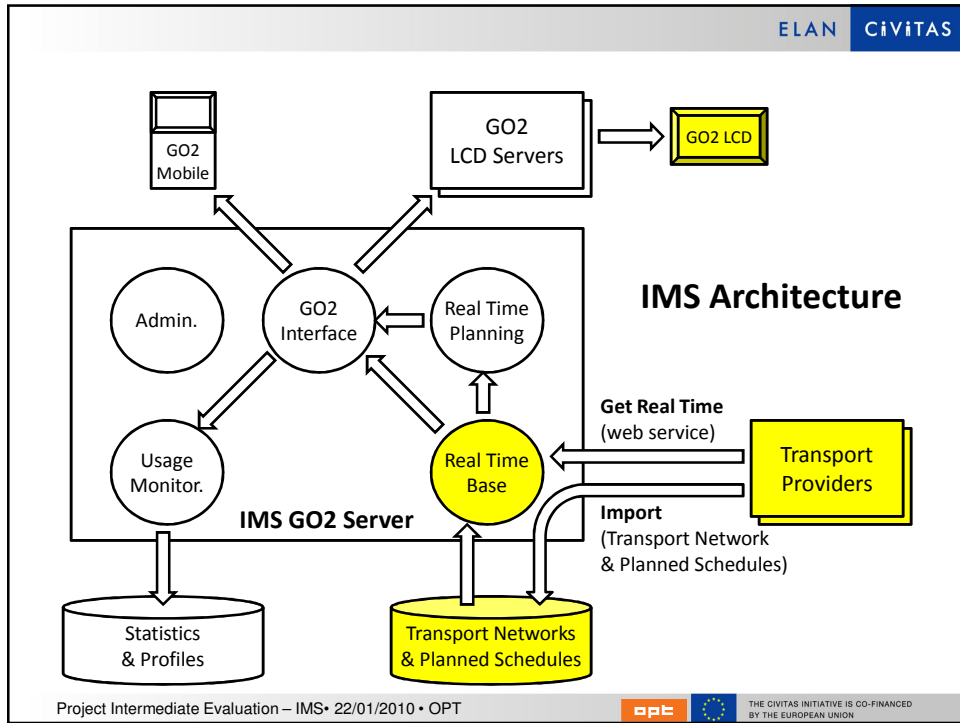 ELAN CiViTAS
GO2
Mobile
GO2
LCD Servers
GO2 LCD
IMS Architecture
Admin.
GO2
Interface
Real Time
Planning
Get Real Time
(web service)
Usage
Monitor.
Real Time
Base
Transport
Providers
IMS GO2 Server
Import
(Transport Network
& Planned Schedules)
Statistics
& Profiles
Transport Networks
& Planned Schedules
Project Intermediate Evaluation – IMS• 22/01/2010 • OPT
opt
THE CIVITAS INITIATIVE IS CO-FINANCED
BY THE EUROPEAN UNION